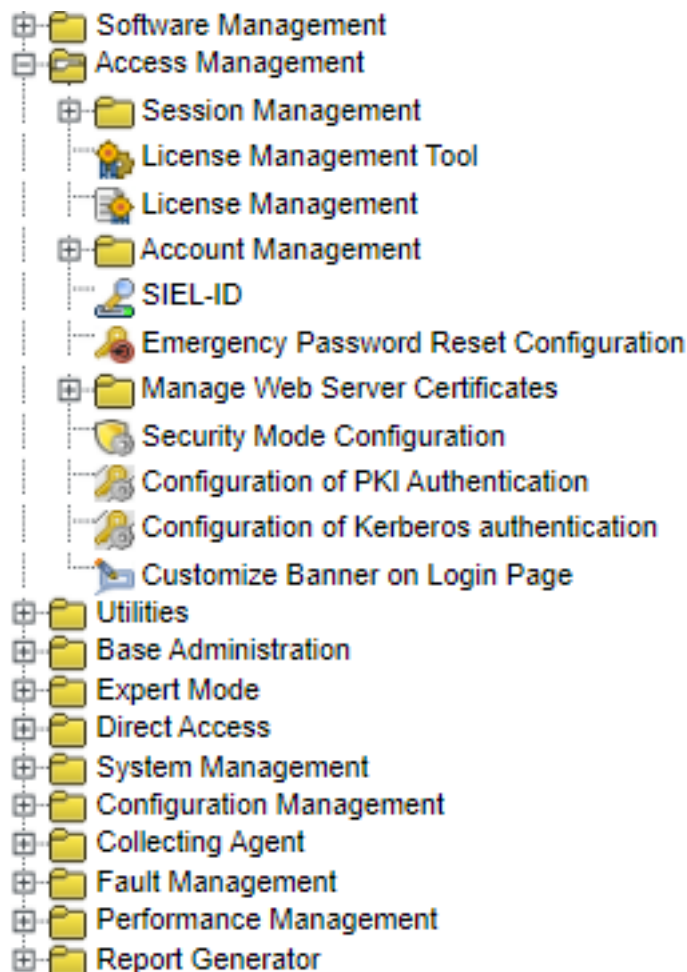 Software Management
Access Management
Session Management
License Management Tool
License Management
Account Management
SIEL-ID
Emergency Password Reset Configuration
Manage Web Server Certificates
Security Mode Configuration
Configuration of PKI Authentication
Configuration of Kerberos authentication
Customize Banner on Login Page
Utilities
Base Administration
Expert Mode
Direct Access
System Management
Configuration Management
Collecting Agent
Fault Management
Performance Management
Report Generator